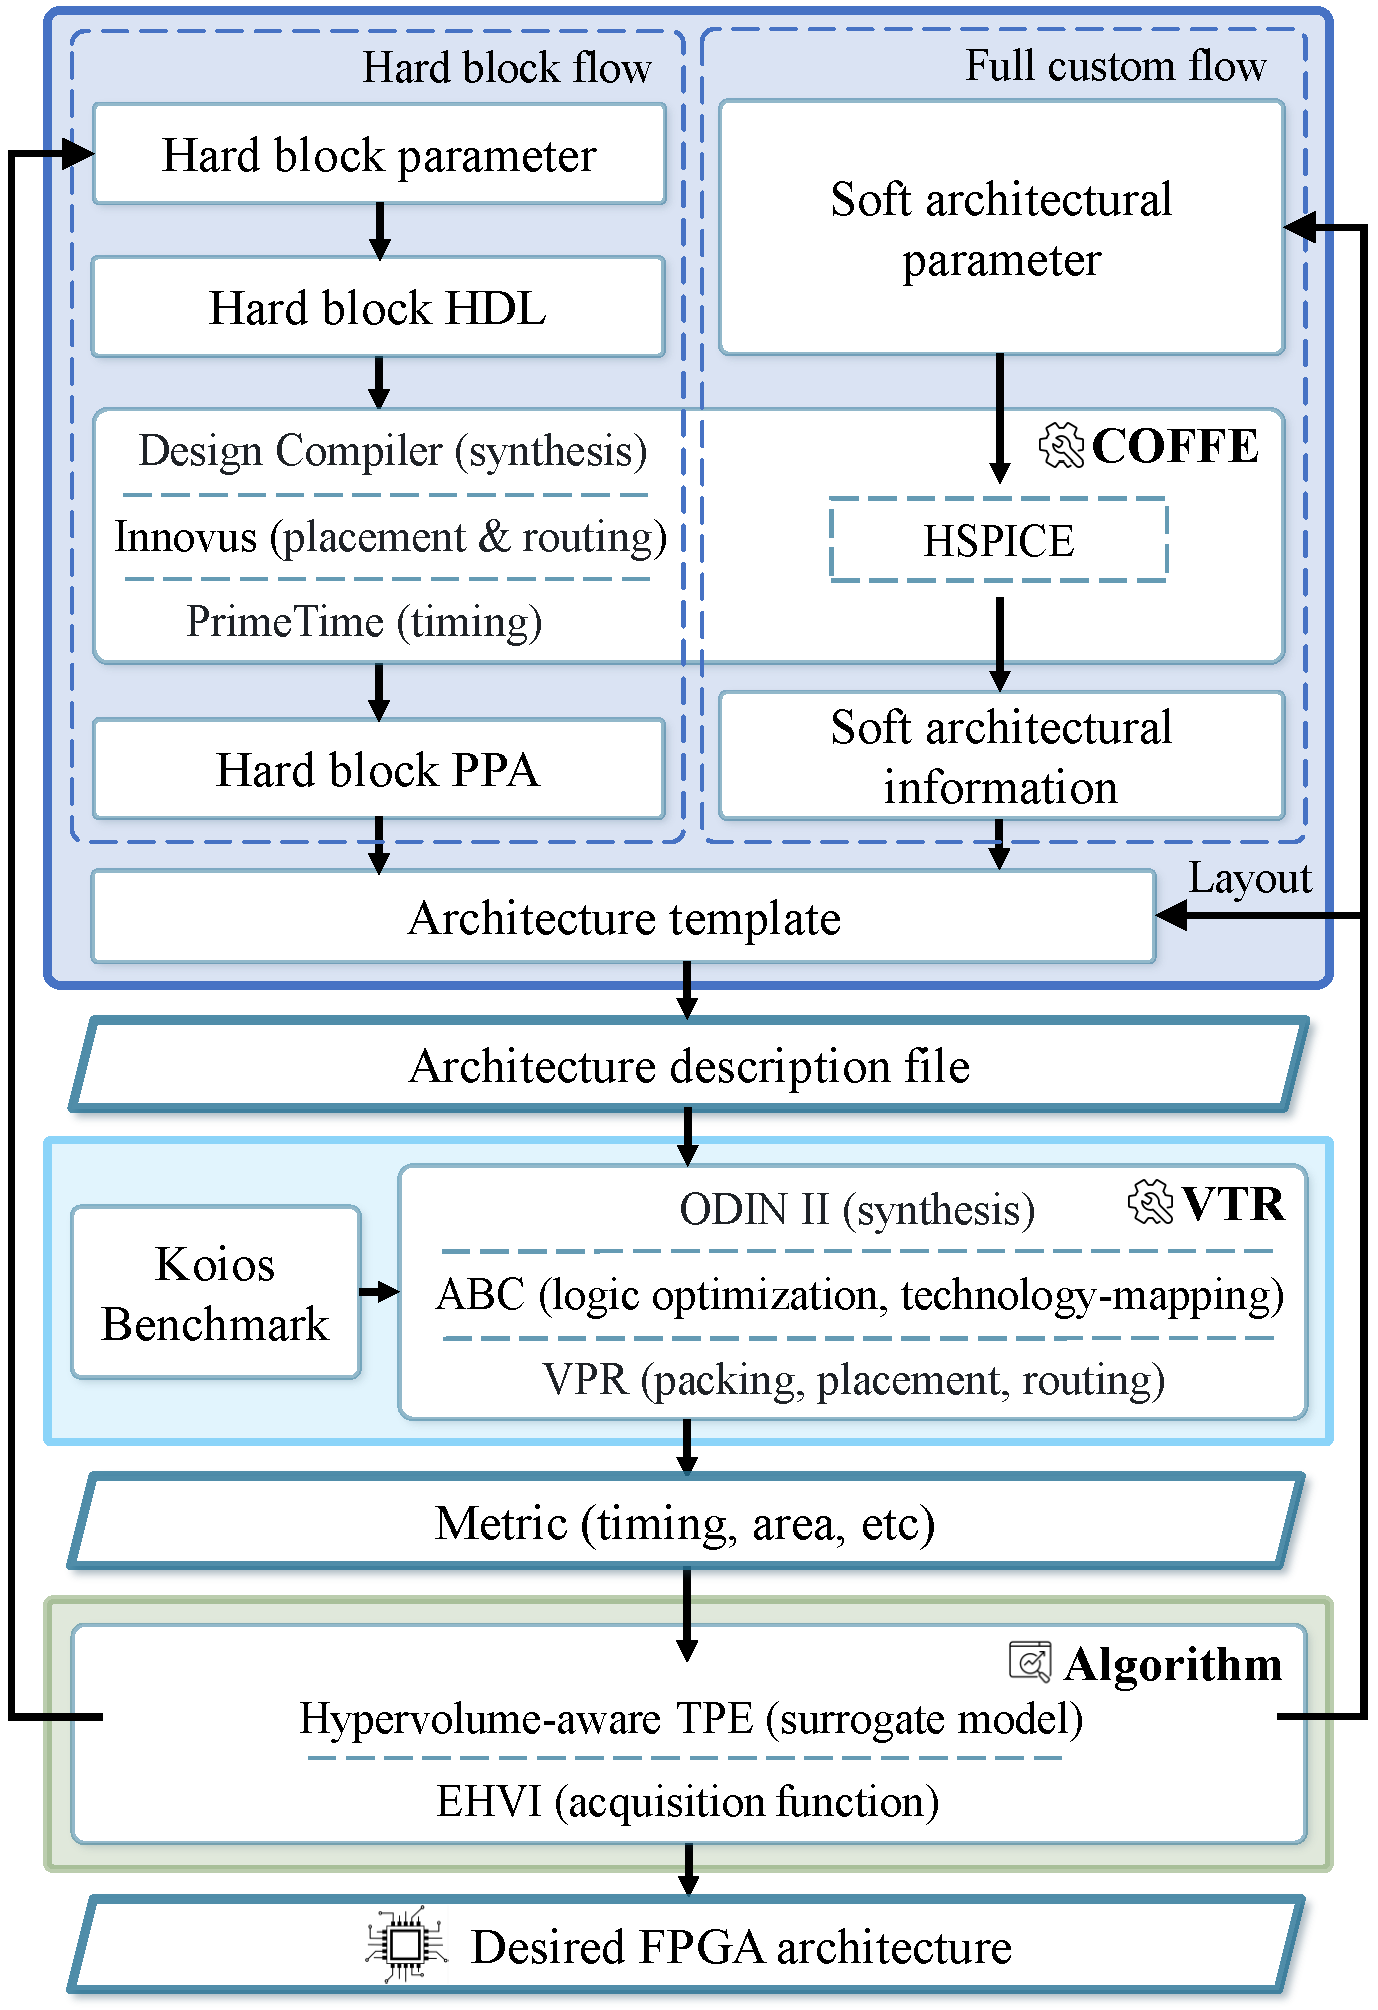 Hard block flow
Hard block parameter
Hard block HDL
Design Compiler (synthesis)
Innovus (placement & routing)
PrimeTime (timing)
Hard block PPA
Full custom flow
Soft architectural
parameter
COFFE
HSPICE
Soft architectural
information
Layout
Architecture template
Architecture description file
Koios
Benchmark
VTR
ODIN II (synthesis)
ABC (logic optimization, technology-mapping)
VPR (packing, placement, routing)
Metric (timing, area, etc)
Algorithm
Hypervolume-aware TPE (surrogate model)
EHVI (acquisition function)
Desired FPGA architecture